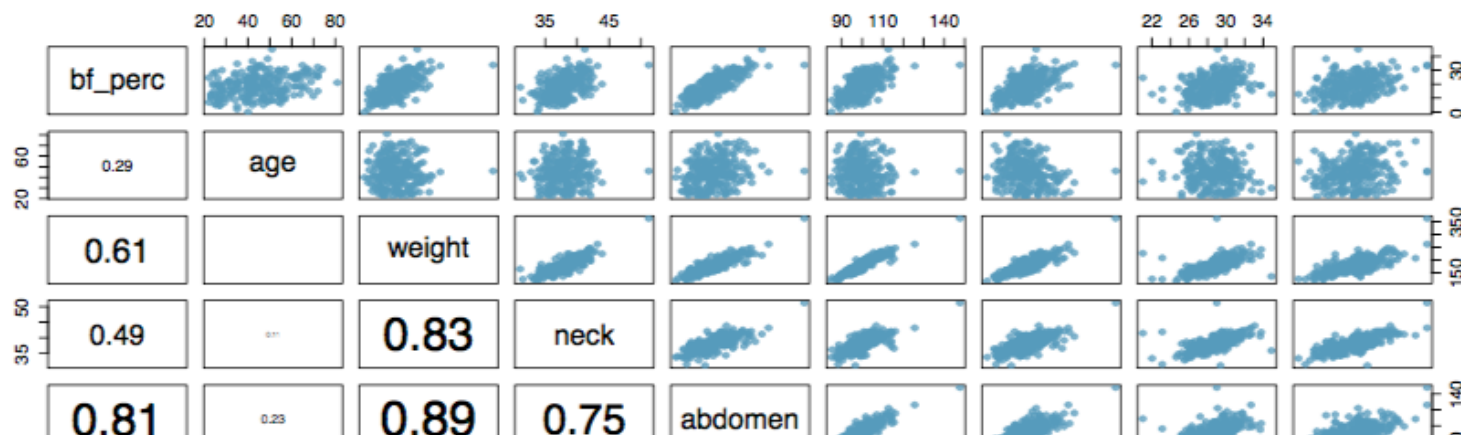 20 40 60 80 35 45 90 110 140 22 26 30 34
bf_perc 0 30
20 60 0.29 age
0.61 weight 150 350
35 50 0.49 0.11 0.83 neck
0.81 0.23 0.89 0.75 abdomen 140